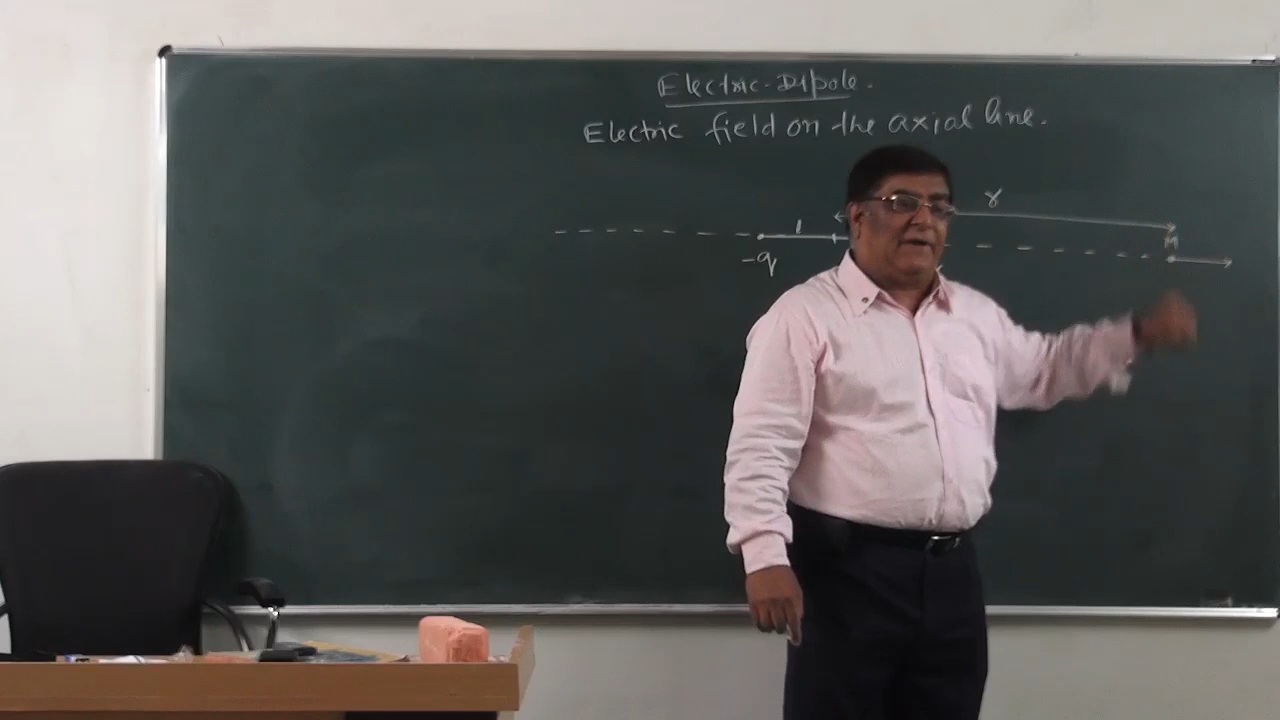 Electric-Dipole.
Electric field on the axial line.
r
l
M
-q